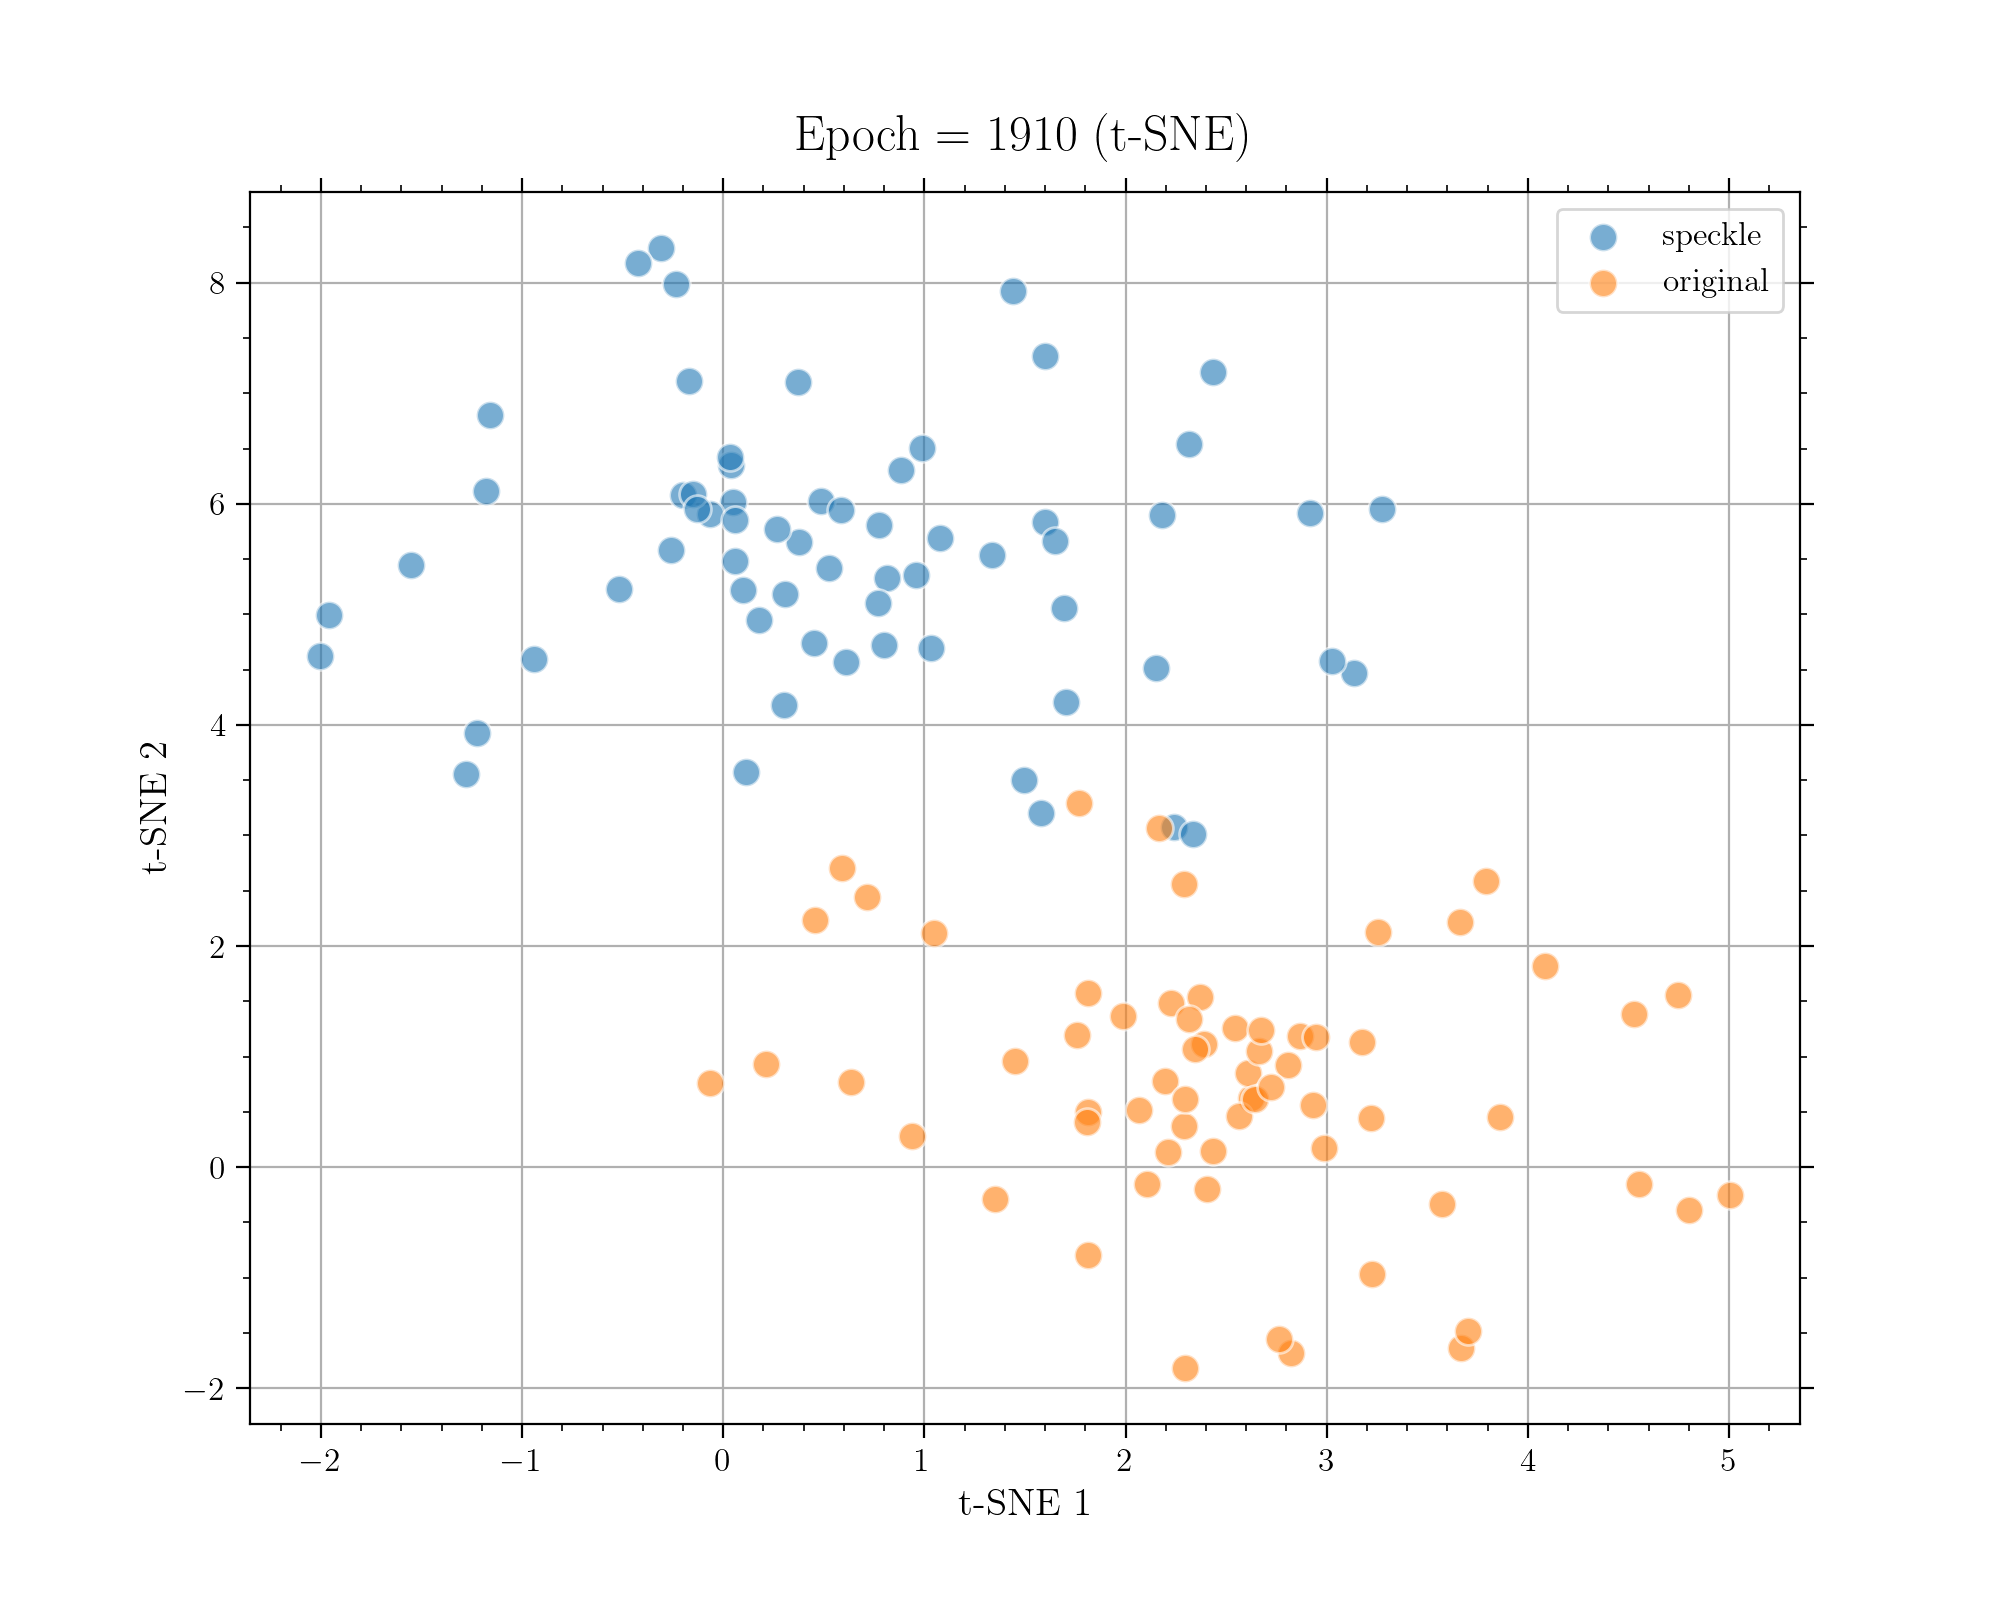 Epoch = 1910 (t-SNE)
speckle
original
8
6
4
2
0
−2
t-SNE 2
−2 −1 0 1 2 3 4 5
t-SNE 1